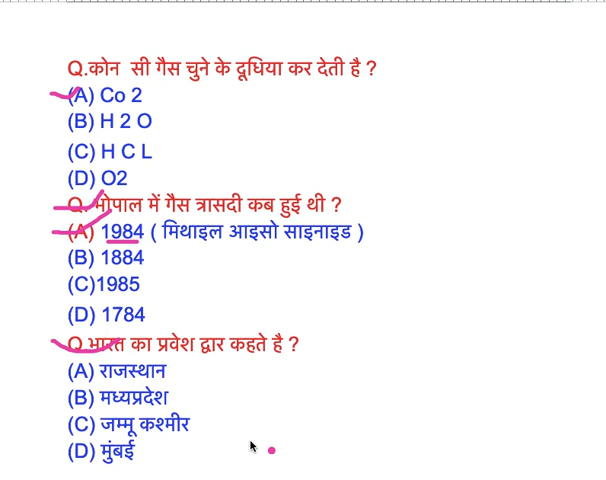 Q.कोन सी गैस चुने के दूधिया कर देती है ?
(A) Co 2
(B) H 2 O
(C) H C L
(D) O2
Q. भोपाल में गैस त्रासदी कब हुई थी ?
(A) 1984 ( मिथाइल आइसो साइनाइड )
(B) 1884
(C)1985
(D) 1784
Q भारत का प्रवेश द्वार कहते है ?
(A) राजस्थान
(B) मध्यप्रदेश
(C) जम्मू कश्मीर
(D) मुंबई